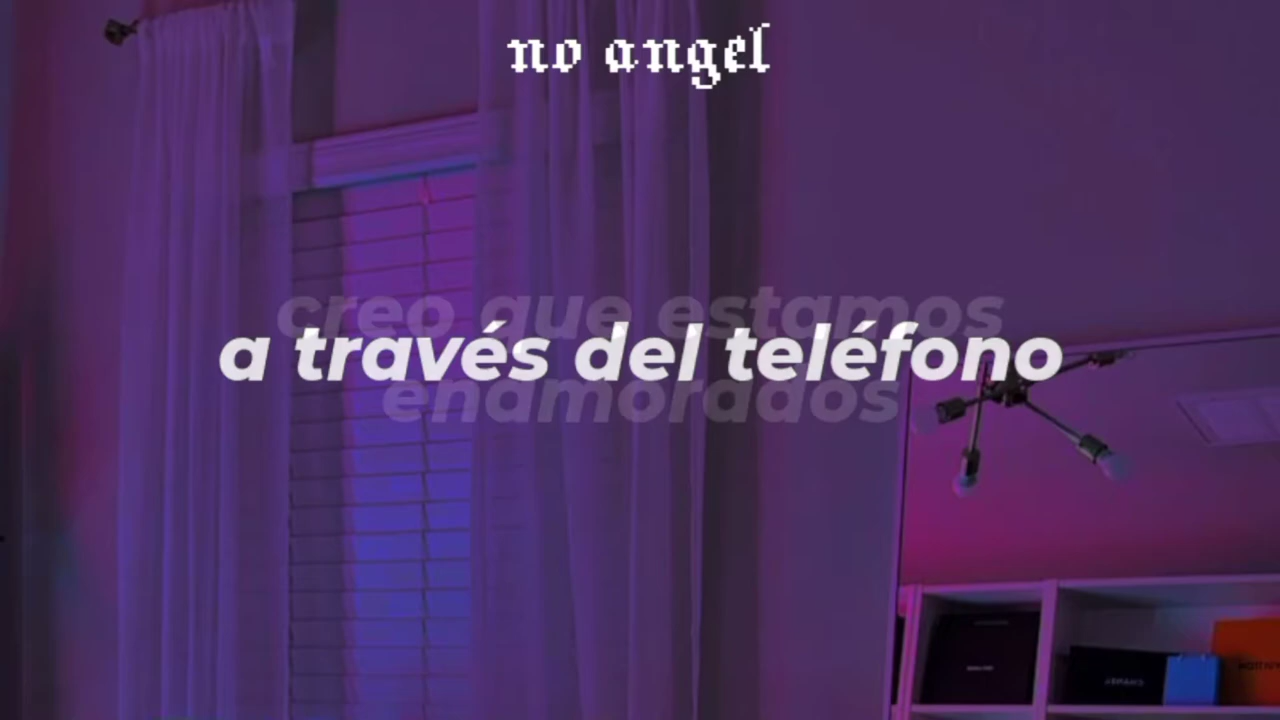 no angel
creo que estamos
a través del teléfono
enamorados